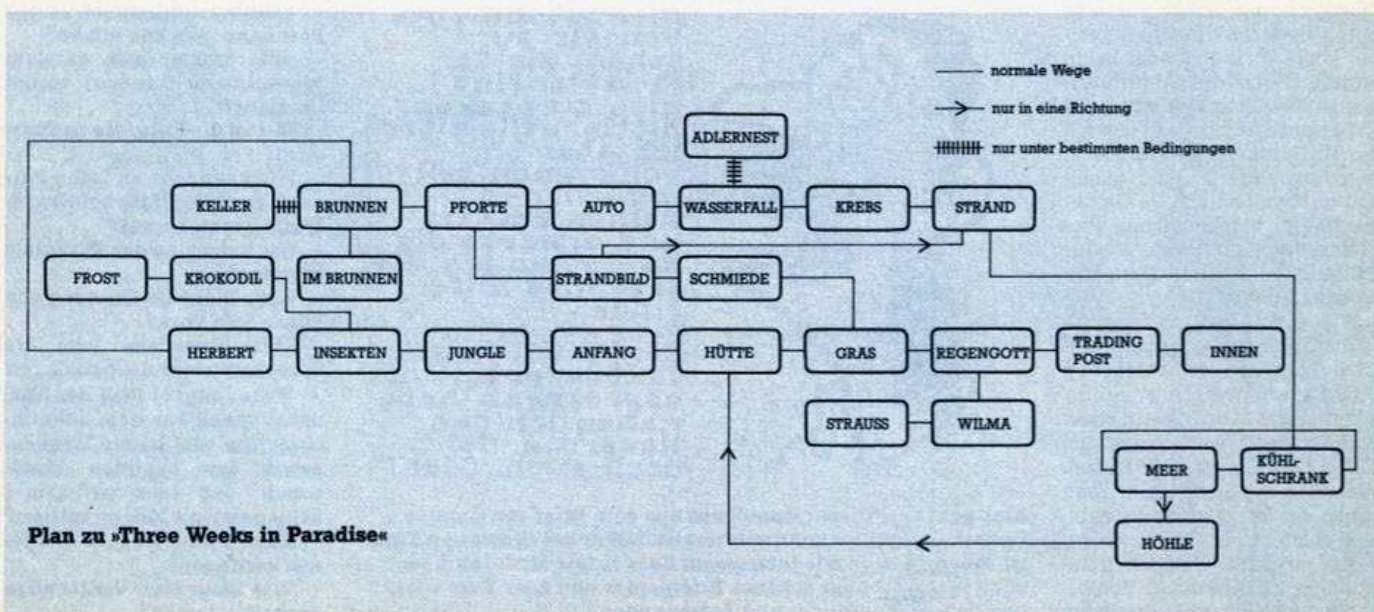 normale Wege
nur in eine Richtung
nur unter bestimmten Bedingungen
ADLERNEST
KELLER
BRUNNEN
PFORTE
AUTO
WASSERFALL
KREBS
STRAND
FROST
KROKODIL
IM BRUNNEN
STRANDBILD
SCHMIEDE
HERBERT
INSEKTEN
JUNGLE
ANFANG
HÜTTE
GRAS
REGENGOTT
TRADING
POST
INNEN
STRAUSS
WILMA
MEER
KÜHL-
SCHRANK
HÖHLE
Plan zu »Three Weeks in Paradise«